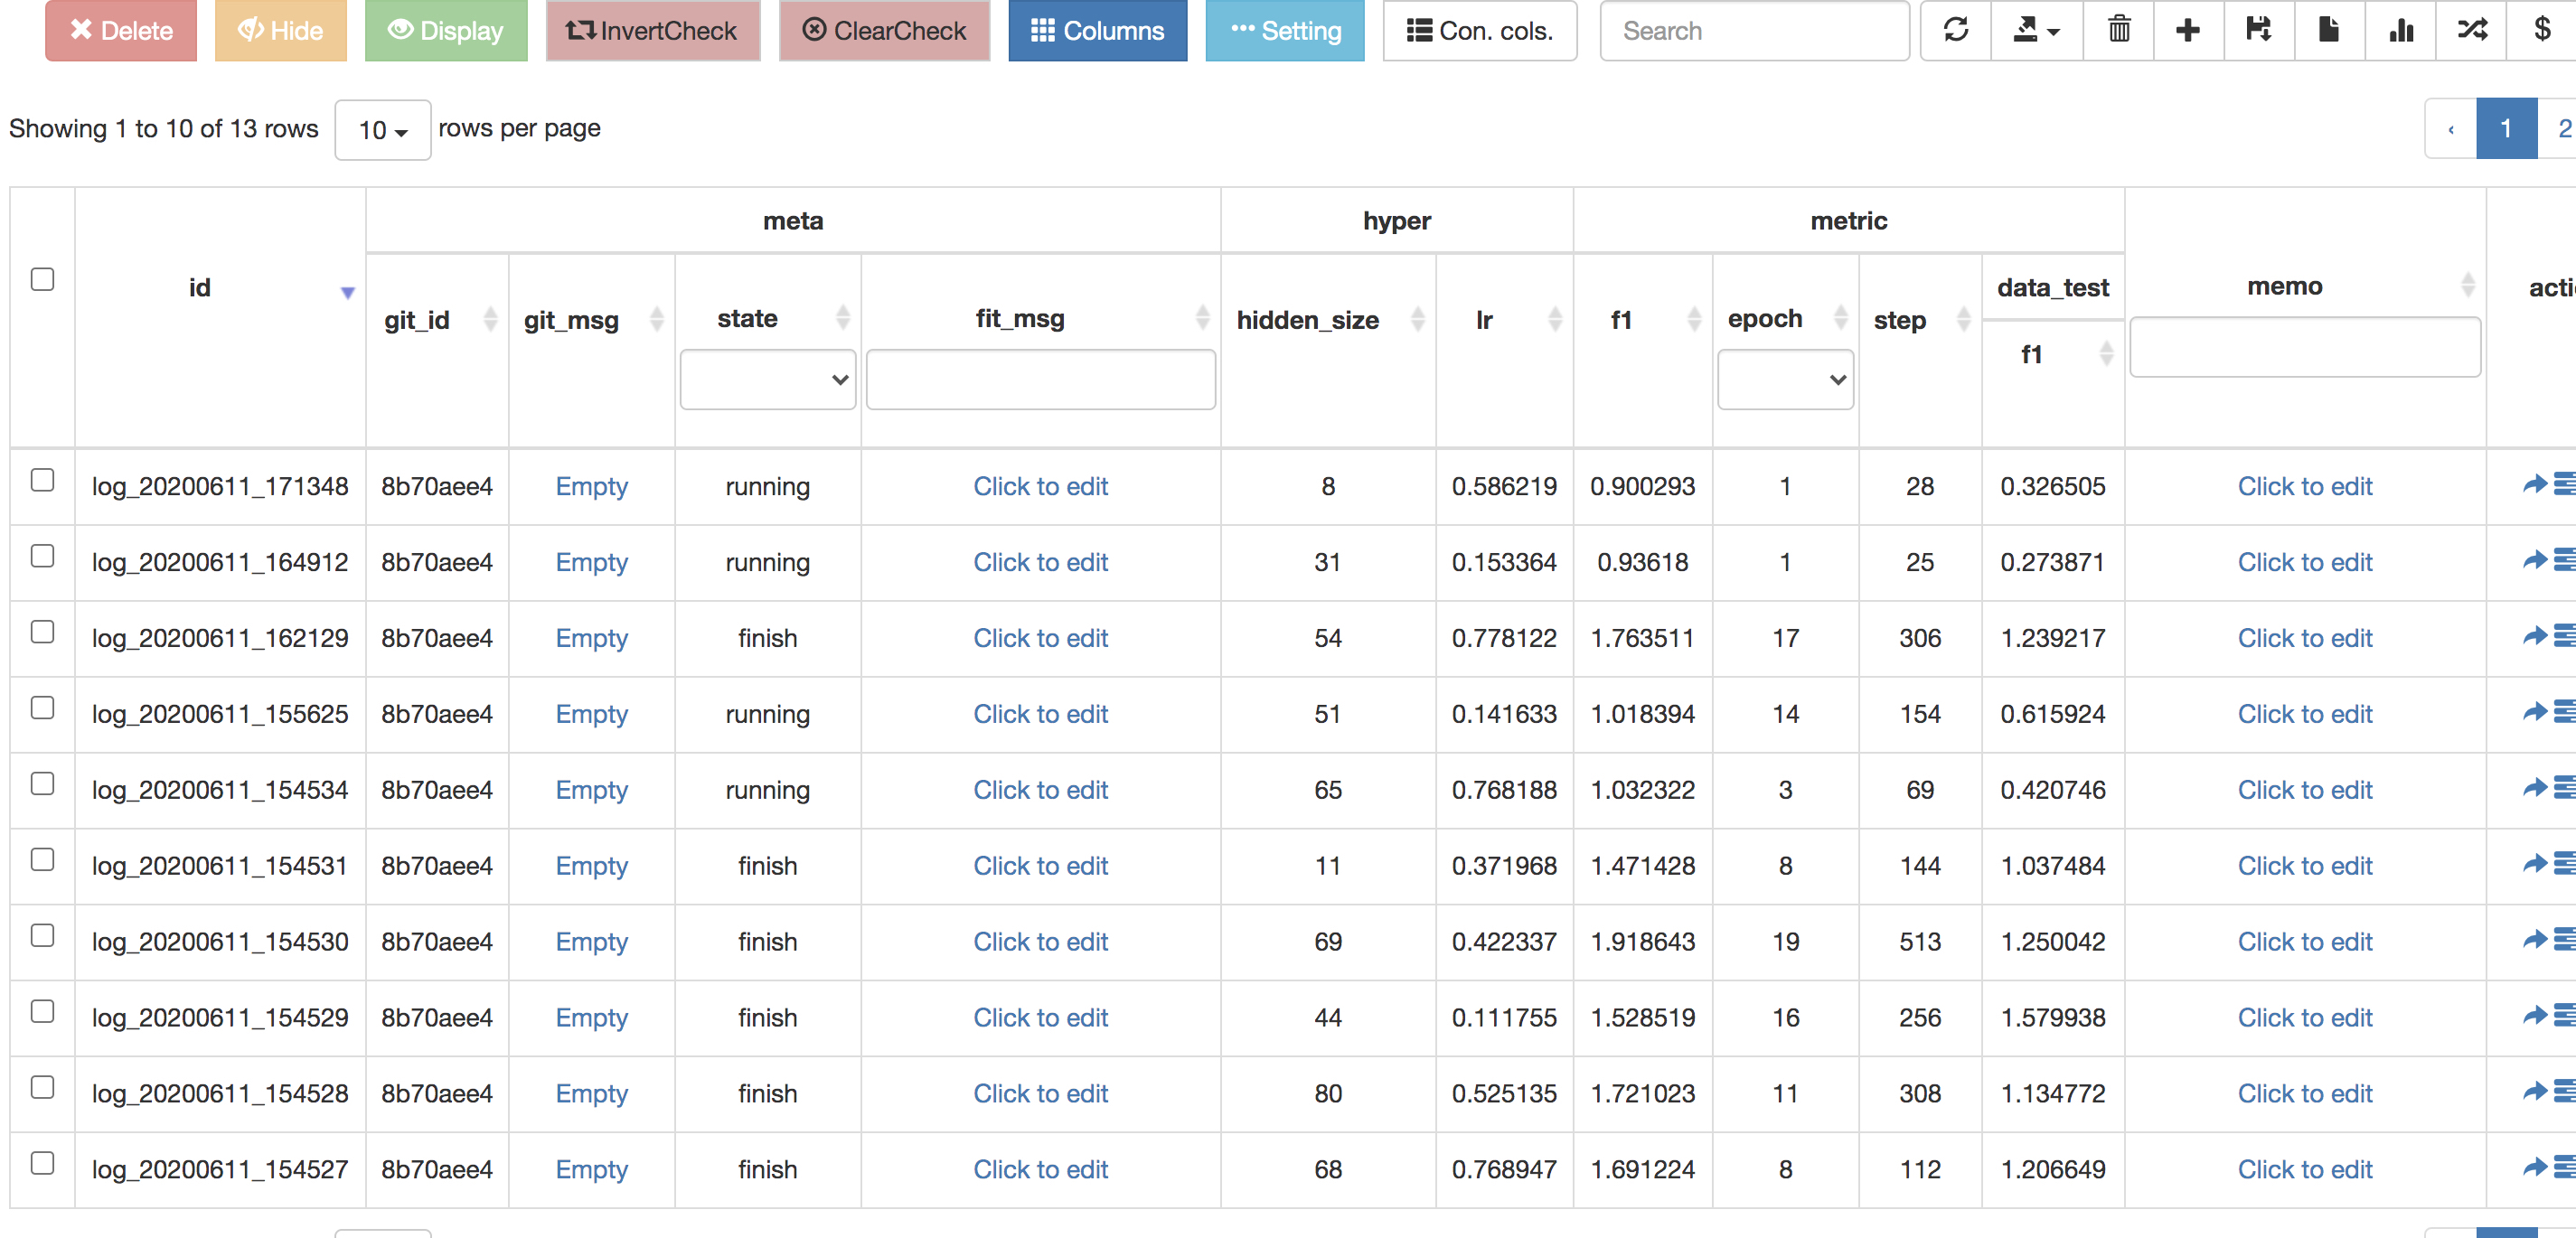 Delete Hide Display InvertCheck ClearCheck Columns Setting Con. cols. Search $
Showing 1 to 10 of 13 rows 10 rows per page ‹ 1 2
meta hyper metric
id git_id git_msg state fit_msg hidden_size lr f1 epoch step data_test memo acti
f1
log_20200611_171348 8b70aee4 Empty running Click to edit 8 0.586219 0.900293 1 28 0.326505 Click to edit
log_20200611_164912 8b70aee4 Empty running Click to edit 31 0.153364 0.93618 1 25 0.273871 Click to edit
log_20200611_162129 8b70aee4 Empty finish Click to edit 54 0.778122 1.763511 17 306 1.239217 Click to edit
log_20200611_155625 8b70aee4 Empty running Click to edit 51 0.141633 1.018394 14 154 0.615924 Click to edit
log_20200611_154534 8b70aee4 Empty running Click to edit 65 0.768188 1.032322 3 69 0.420746 Click to edit
log_20200611_154531 8b70aee4 Empty finish Click to edit 11 0.371968 1.471428 8 144 1.037484 Click to edit
log_20200611_154530 8b70aee4 Empty finish Click to edit 69 0.422337 1.918643 19 513 1.250042 Click to edit
log_20200611_154529 8b70aee4 Empty finish Click to edit 44 0.111755 1.528519 16 256 1.579938 Click to edit
log_20200611_154528 8b70aee4 Empty finish Click to edit 80 0.525135 1.721023 11 308 1.134772 Click to edit
log_20200611_154527 8b70aee4 Empty finish Click to edit 68 0.768947 1.691224 8 112 1.206649 Click to edit